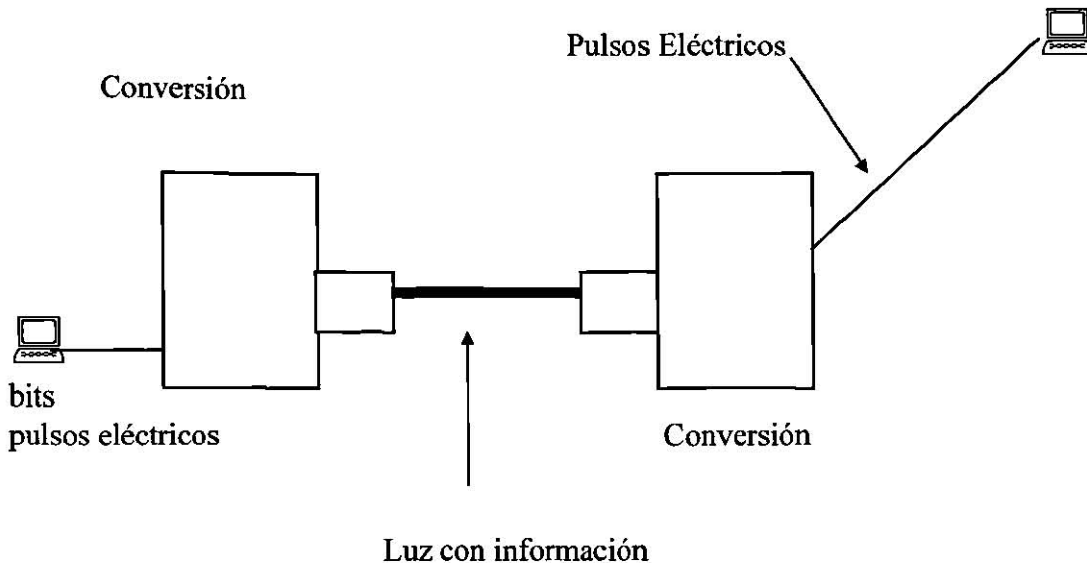 Pulsos Eléctricos
Conversión
bits
pulsos eléctricos
Conversión
Luz con información